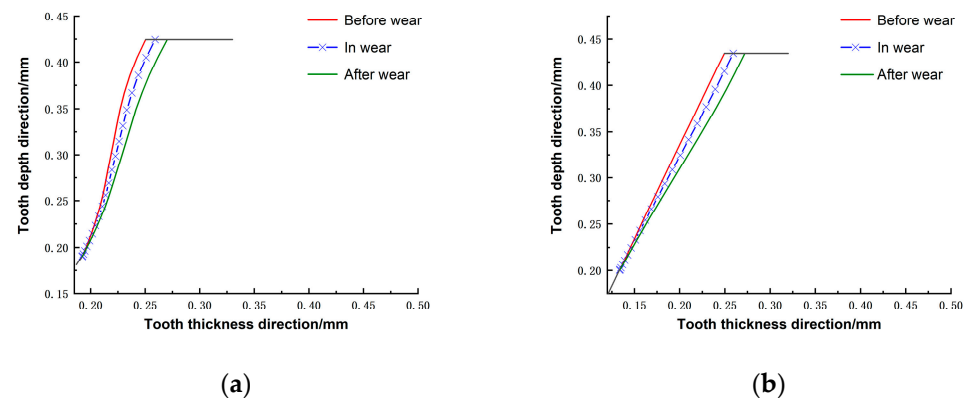 0.45
0.40
0.35
0.30
0.25
0.20
0.15
Tooth depth direction/mm
Before wear
In wear
After wear
0.20 0.25 0.30 0.35 0.40 0.45 0.50
Tooth thickness direction/mm
(a)
0.45
0.40
0.35
0.30
0.25
0.20
Tooth depth direction/mm
Before wear
In wear
After wear
0.15 0.20 0.25 0.30 0.35 0.40 0.45 0.50
Tooth thickness direction/mm
(b)